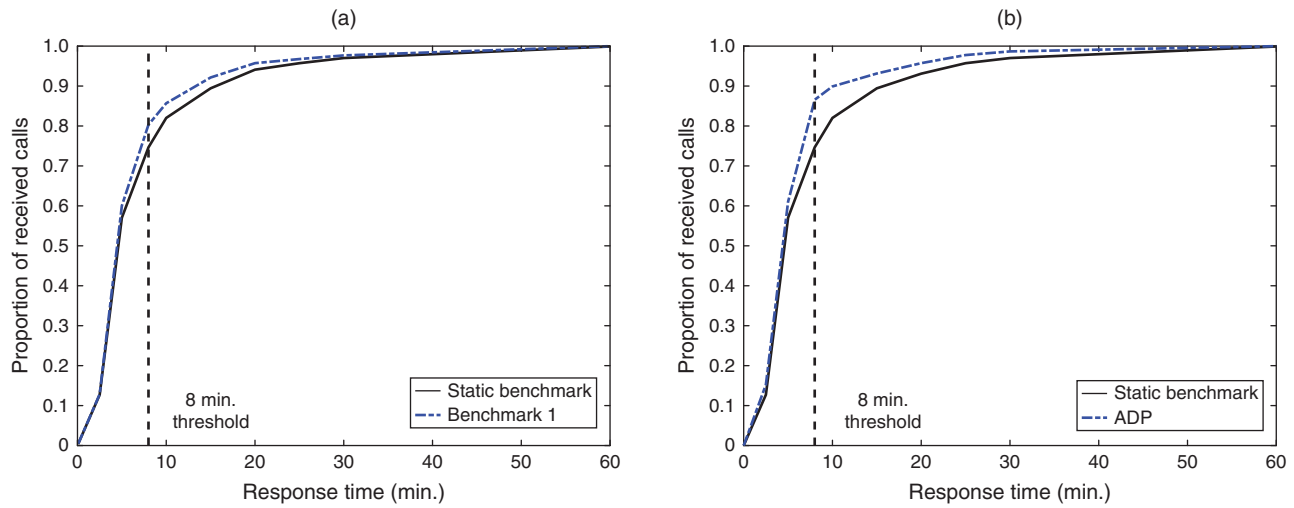 (a)
1.0
0.9
0.8
0.7
0.6
0.5
0.4
0.3
0.2
0.1
0
Proportion of received calls
8 min.
threshold
Static benchmark
Benchmark 1
0 10 20 30 40 50 60
Response time (min.)
(b)
1.0
0.9
0.8
0.7
0.6
0.5
0.4
0.3
0.2
0.1
0
Proportion of received calls
8 min.
threshold
Static benchmark
ADP
0 10 20 30 40 50 60
Response time (min.)